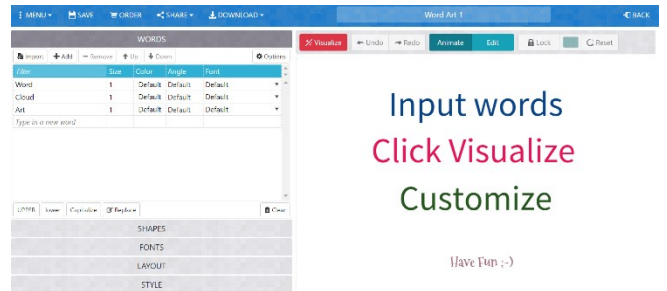 MENU SAVE ORDER SHARE DOWNLOAD Word Art 1 BACK
WORDS
Import Add Remove Up Down Options
Visualize Undo Redo Animate Edit Lock Reset
Filter Size Color Angle Font
Word 1 Default Default Default
Cloud 1 Default Default Default
Art 1 Default Default Default
Type in a new word
Input words
Click Visualize
Customize
Have Fun ;-)
UPPER lower Capitalize Replace Clear
SHAPES
FONTS
LAYOUT
STYLE